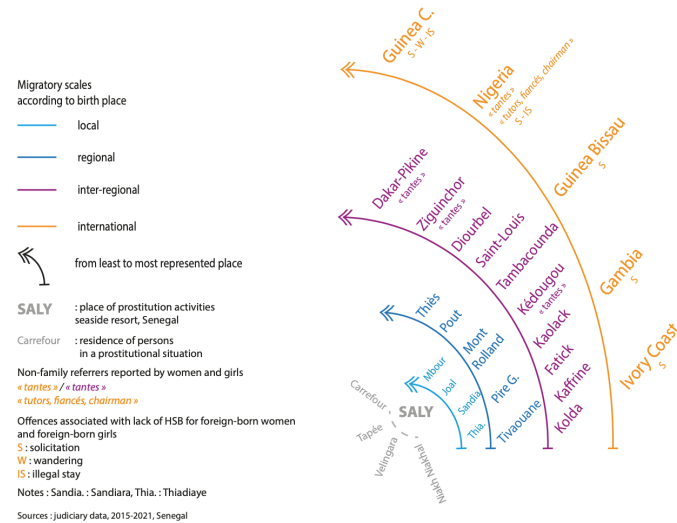 Migratory scales
according to birth place
local
regional
inter-regional
international
from least to most represented place
SALY : place of prostitution activities
seaside resort, Senegal
Carrefour : residence of persons
in a prostitutional situation
Non-family referrers reported by women and girls
« tantes » / « tantes »
« tutors, fiancés, chairman »
Offences associated with lack of HSB for foreign-born women
and foreign-born girls
S : solicitation
W : wandering
IS : illegal stay
Notes : Sandia. : Sandiara, Thia. : Thiadiaye
Sources : judiciary data, 2015-2021, Senegal
Guinea C.
S - W - IS
Nigeria
« tantes »
« tutors, fiancés, chairman »
S - IS
Guinea Bissau
S
Gambia
S
Ivory Coast
S
Dakar-Pikine
« tantes »
Ziguinchor
« tantes »
Diourbel
Saint-Louis
Tambacounda
Kédougou
« tantes »
Kaolack
Fatick
Kaffrine
Kolda
Thiès
Pout
Mont
Rolland
Pire G.
Tivaouane
Mbour
Joal
Sandia.
Thia.
SALY
Carrefour
Tapée
Velingara
Niakh Niakhal